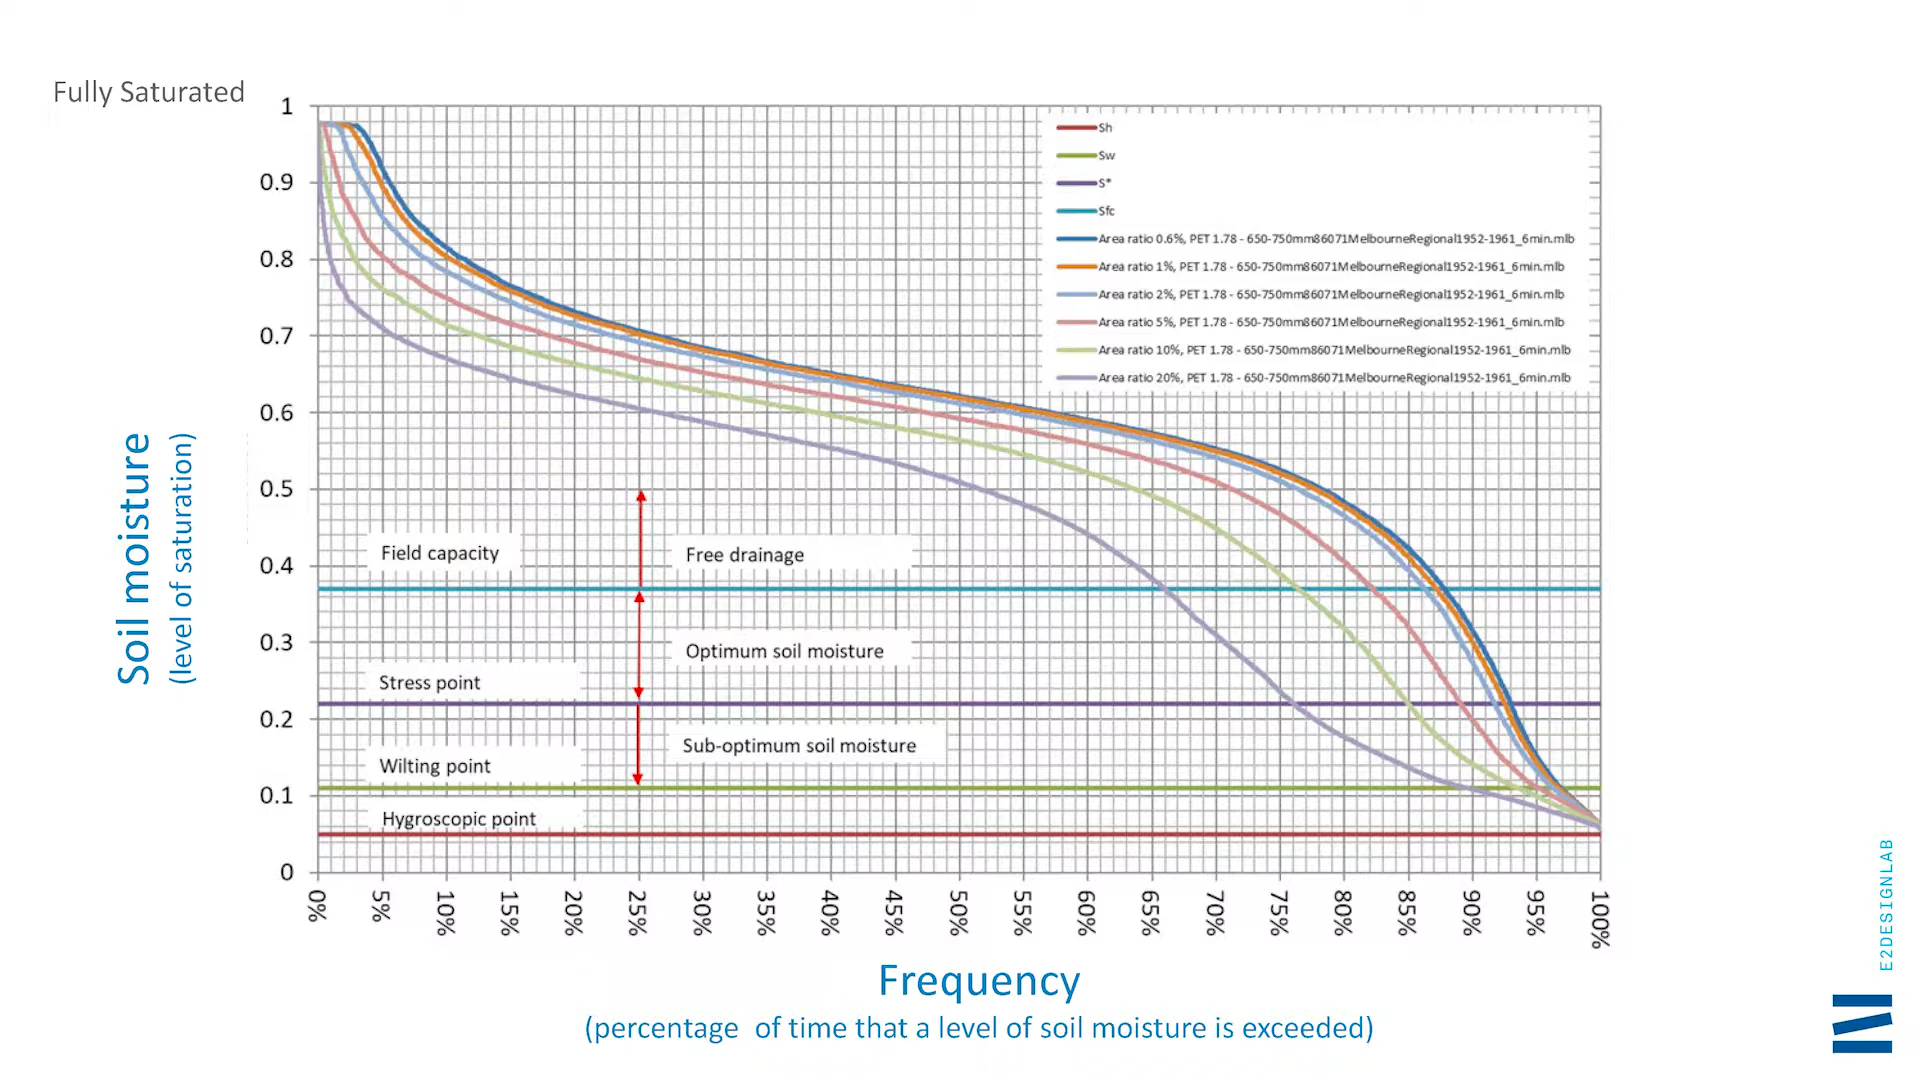 Fully Saturated
1
0.9
0.8
0.7
0.6
0.5
0.4
0.3
0.2
0.1
0
Soil moisture
(level of saturation)
Sh
Sw
S*
Sfc
Area ratio 0.6%, PET 1.78 - 650-750mm86071MelbourneRegional1952-1961_6min.mlb
Area ratio 1%, PET 1.78 - 650-750mm86071MelbourneRegional1952-1961_6min.mlb
Area ratio 2%, PET 1.78 - 650-750mm86071MelbourneRegional1952-1961_6min.mlb
Area ratio 5%, PET 1.78 - 650-750mm86071MelbourneRegional1952-1961_6min.mlb
Area ratio 10%, PET 1.78 - 650-750mm86071MelbourneRegional1952-1961_6min.mlb
Area ratio 20%, PET 1.78 - 650-750mm86071MelbourneRegional1952-1961_6min.mlb
Field capacity
Free drainage
Optimum soil moisture
Stress point
Sub-optimum soil moisture
Wilting point
Hygroscopic point
0% 5% 10% 15% 20% 25% 30% 35% 40% 45% 50% 55% 60% 65% 70% 75% 80% 85% 90% 95% 100%
Frequency
(percentage of time that a level of soil moisture is exceeded)
E2DESIGNLAB